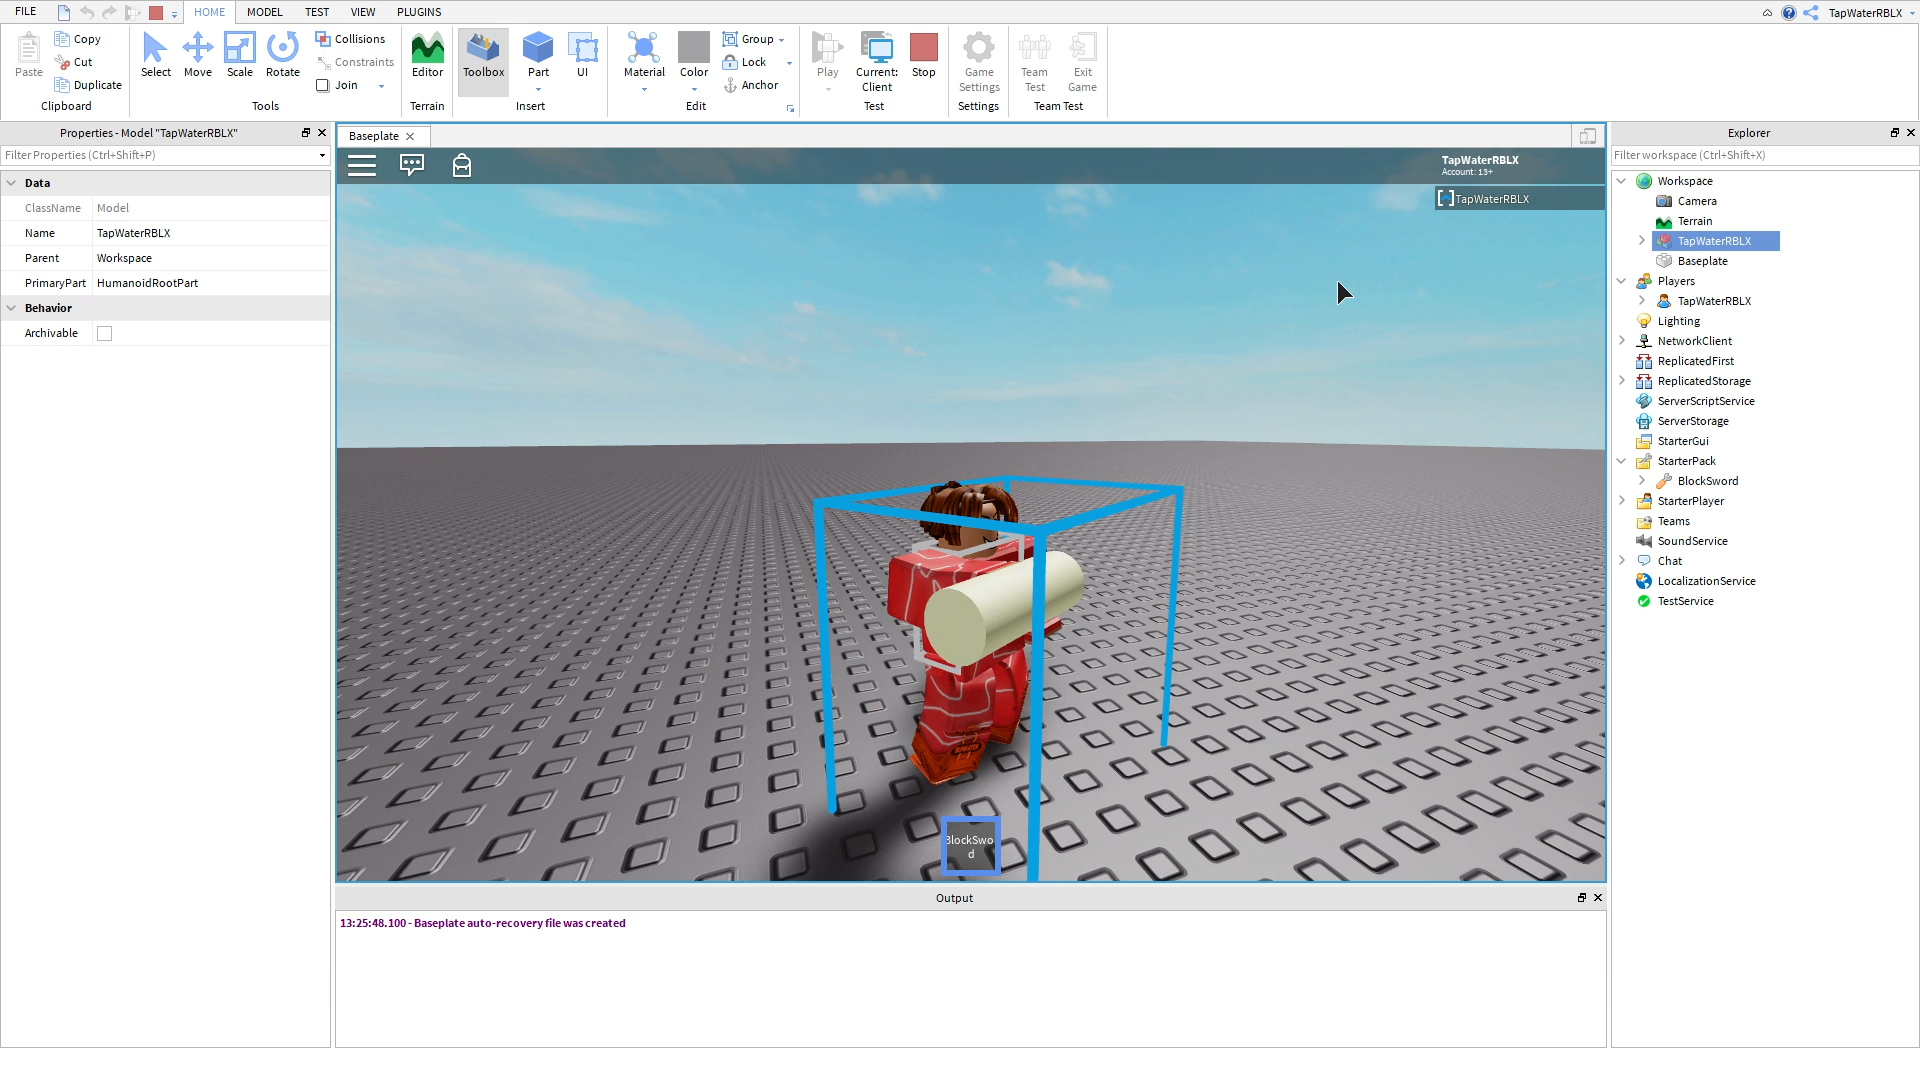 FILE
HOME
MODEL
TEST
VIEW
PLUGINS
TapWaterRBLX
Paste
Copy
Cut
Duplicate
Clipboard
Select
Move
Scale
Rotate
Collisions
Constraints
Join
Tools
Editor
Terrain
Toolbox
Part
UI
Insert
Material
Color
Group
Lock
Anchor
Edit
Play
Current:
Client
Stop
Test
Game
Settings
Settings
Team
Test
Exit
Game
Team Test
Properties - Model "TapWaterRBLX"
Filter Properties (Ctrl+Shift+P)
Data
ClassName Model
Name TapWaterRBLX
Parent Workspace
PrimaryPart HumanoidRootPart
Behavior
Archivable
Baseplate
TapWaterRBLX
Account: 13+
TapWaterRBLX
BlockSwo
d
Output
13:25:48.100 - Baseplate auto-recovery file was created
Explorer
Filter workspace (Ctrl+Shift+X)
Workspace
Camera
Terrain
TapWaterRBLX
Baseplate
Players
TapWaterRBLX
Lighting
NetworkClient
ReplicatedFirst
ReplicatedStorage
ServerScriptService
ServerStorage
StarterGui
StarterPack
BlockSword
StarterPlayer
Teams
SoundService
Chat
LocalizationService
TestService